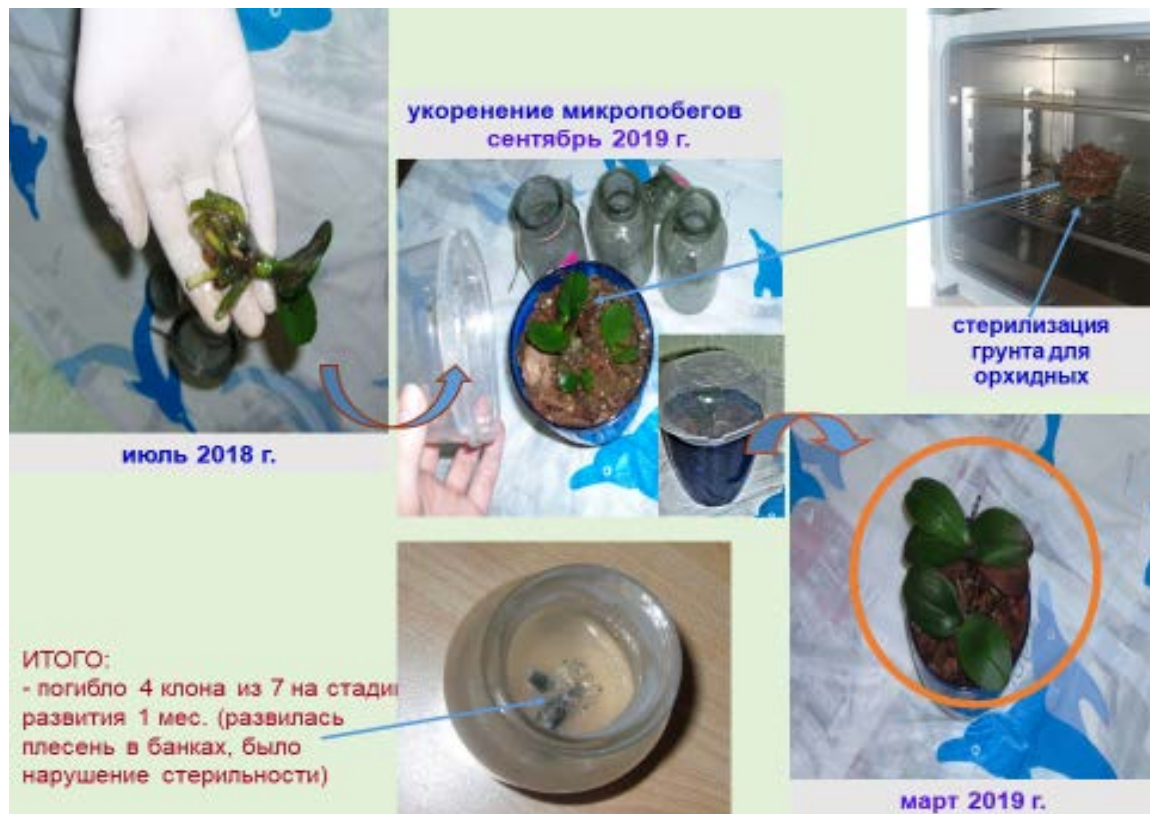 укоренение микропобегов
сентябрь 2019 г.
стерилизация
грунта для
орхидных
июль 2018 г.
ИТОГО:
- погибло 4 клона из 7 на стадии
развития 1 мес. (развилась
плесень в банках, было
нарушение стерильности)
март 2019 г.